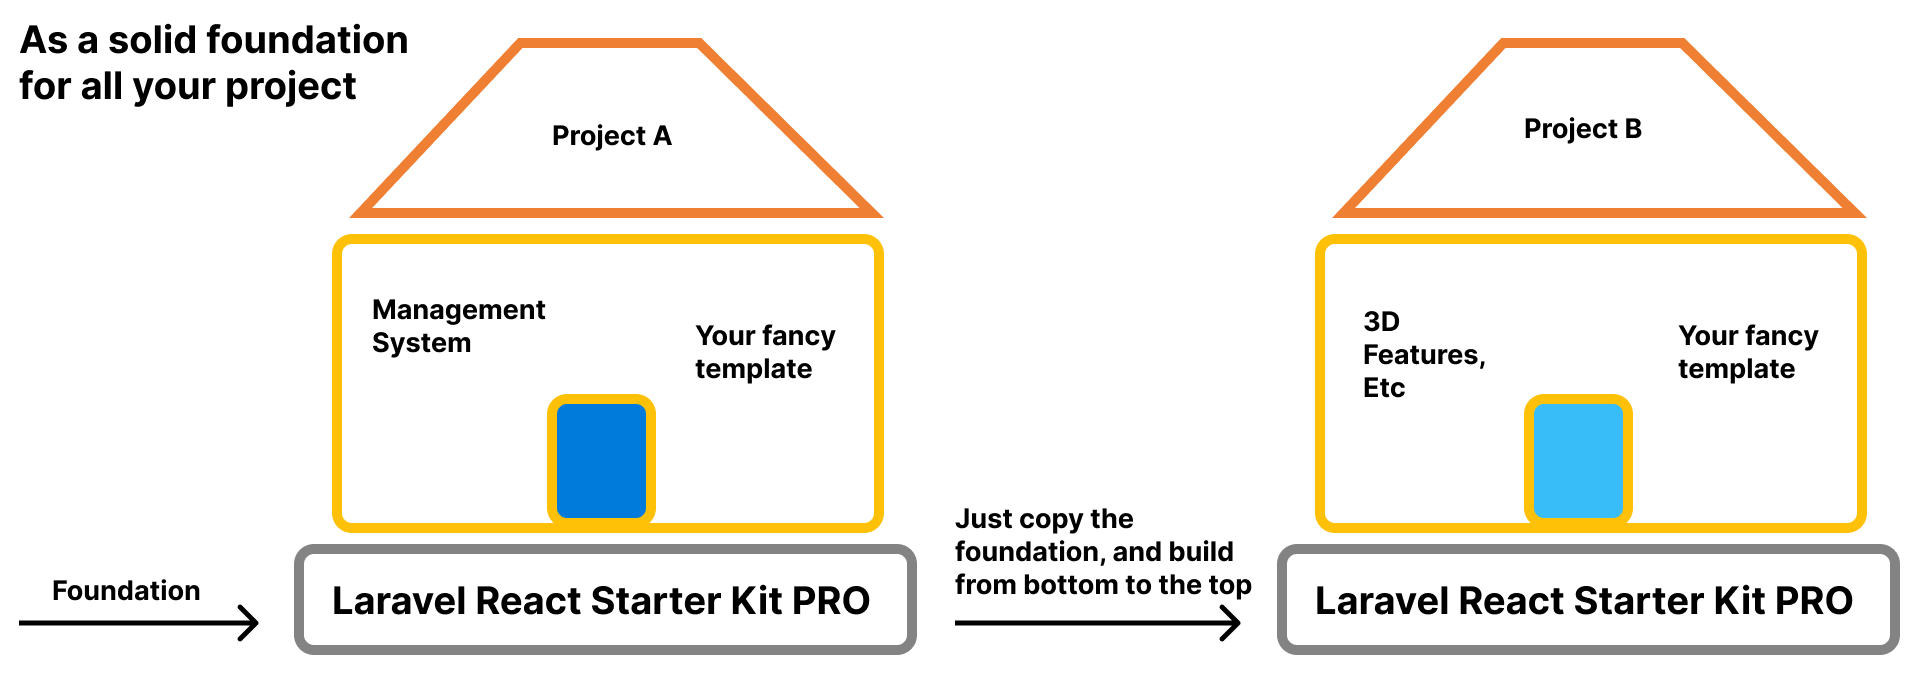 As a solid foundation
for all your project
Project A
Management
System
Your fancy
template
Foundation
Laravel React Starter Kit PRO
Just copy the
foundation, and build
from bottom to the top
Project B
3D
Features,
Etc
Your fancy
template
Laravel React Starter Kit PRO